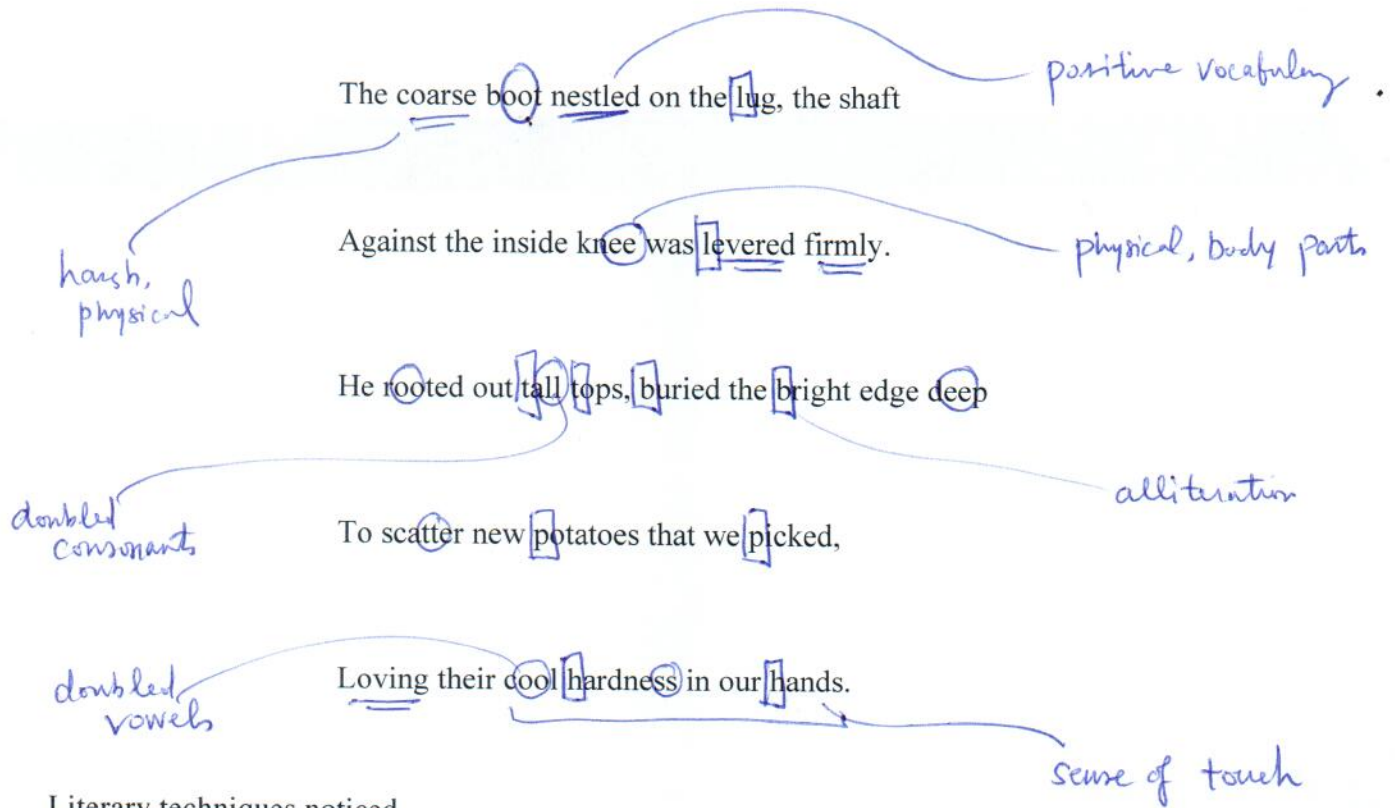 positive vocabulary.
The coarse boot nestled on the lug, the shaft
Against the inside knee was levered firmly.
physical, body parts
harsh,
physical
He rooted out tall tops, buried the bright edge deep
alliteration
doubled
consonants
To scatter new potatoes that we picked,
doubled
vowels
Loving their cool hardness in our hands.
sense of touch
Literary techniques noticed